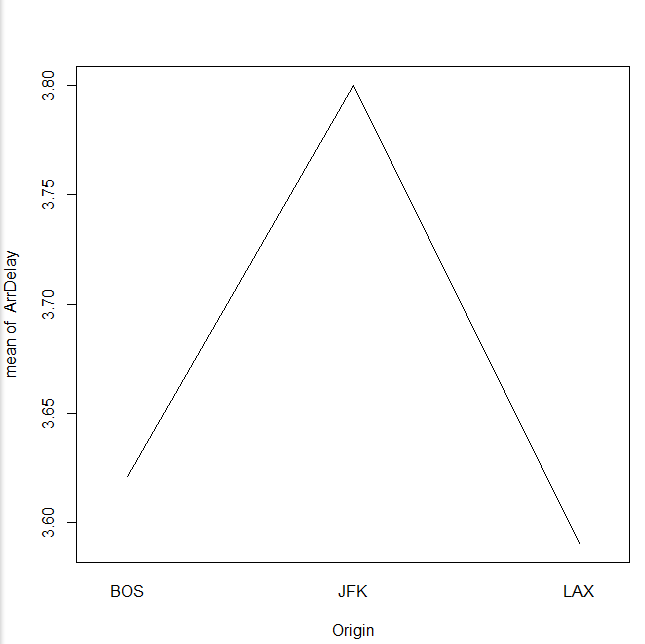 3.80
3.75
3.70
3.65
3.60
mean of ArrDelay
BOS JFK LAX
Origin